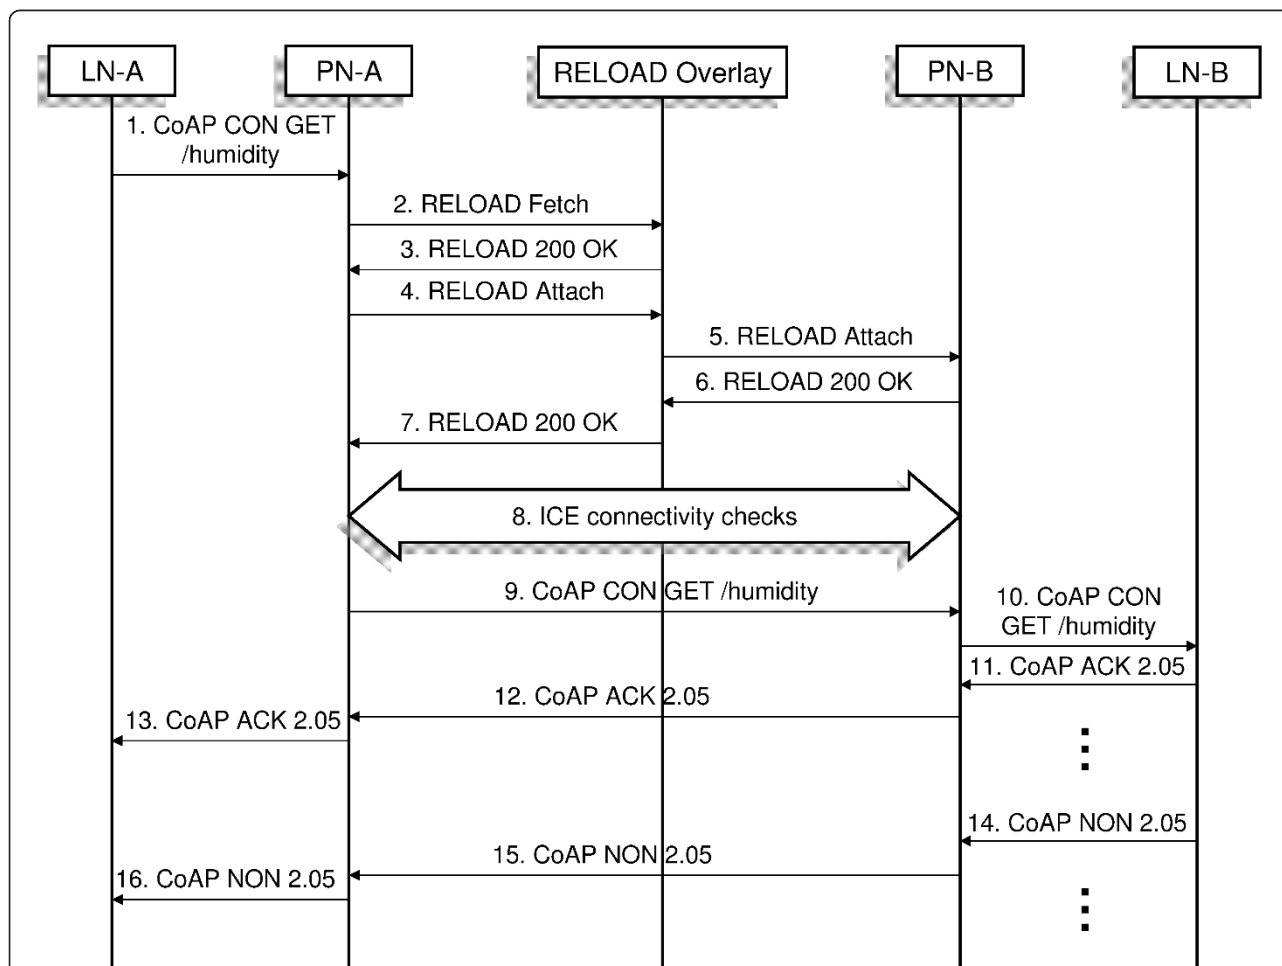 LN-A
PN-A
RELOAD Overlay
PN-B
LN-B
1. CoAP CON GET
/humidity
2. RELOAD Fetch
3. RELOAD 200 OK
4. RELOAD Attach
5. RELOAD Attach
6. RELOAD 200 OK
7. RELOAD 200 OK
8. ICE connectivity checks
9. CoAP CON GET /humidity
10. CoAP CON
GET /humidity
11. CoAP ACK 2.05
12. CoAP ACK 2.05
13. CoAP ACK 2.05
14. CoAP NON 2.05
15. CoAP NON 2.05
16. CoAP NON 2.05